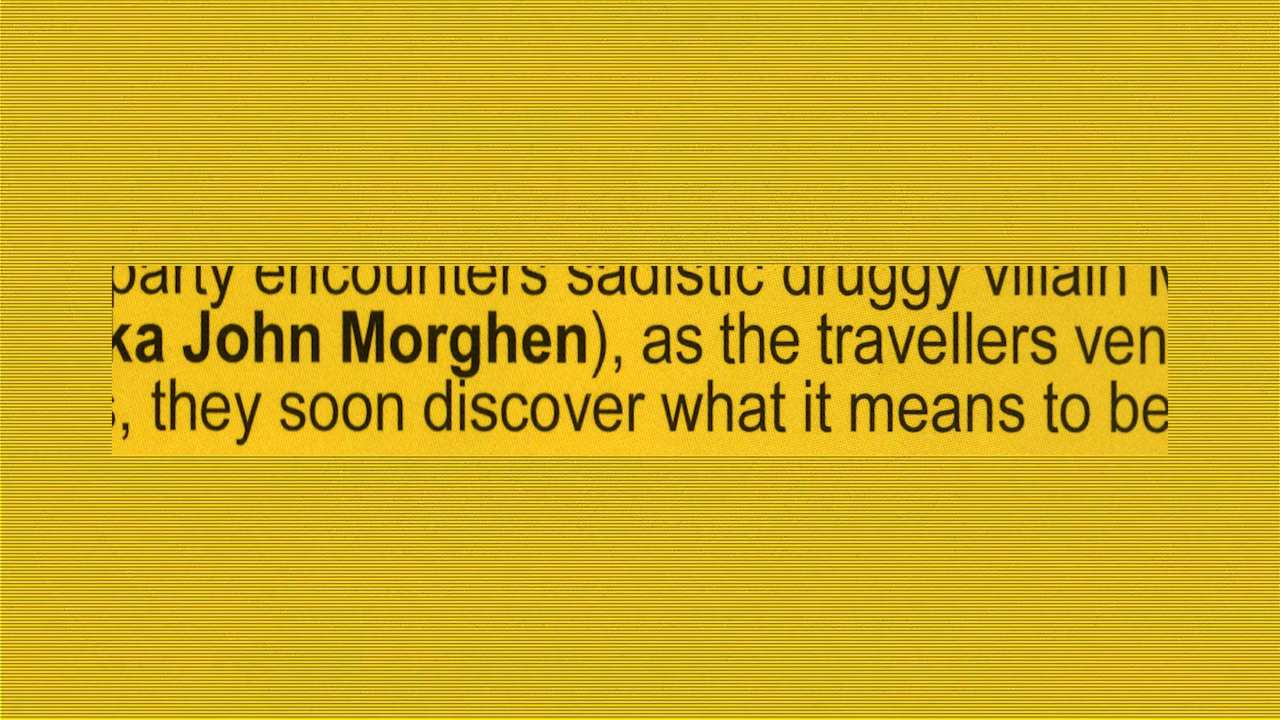 party encounters sadistic druggy villain
ka John Morghen), as the travellers ven
, they soon discover what it means to be